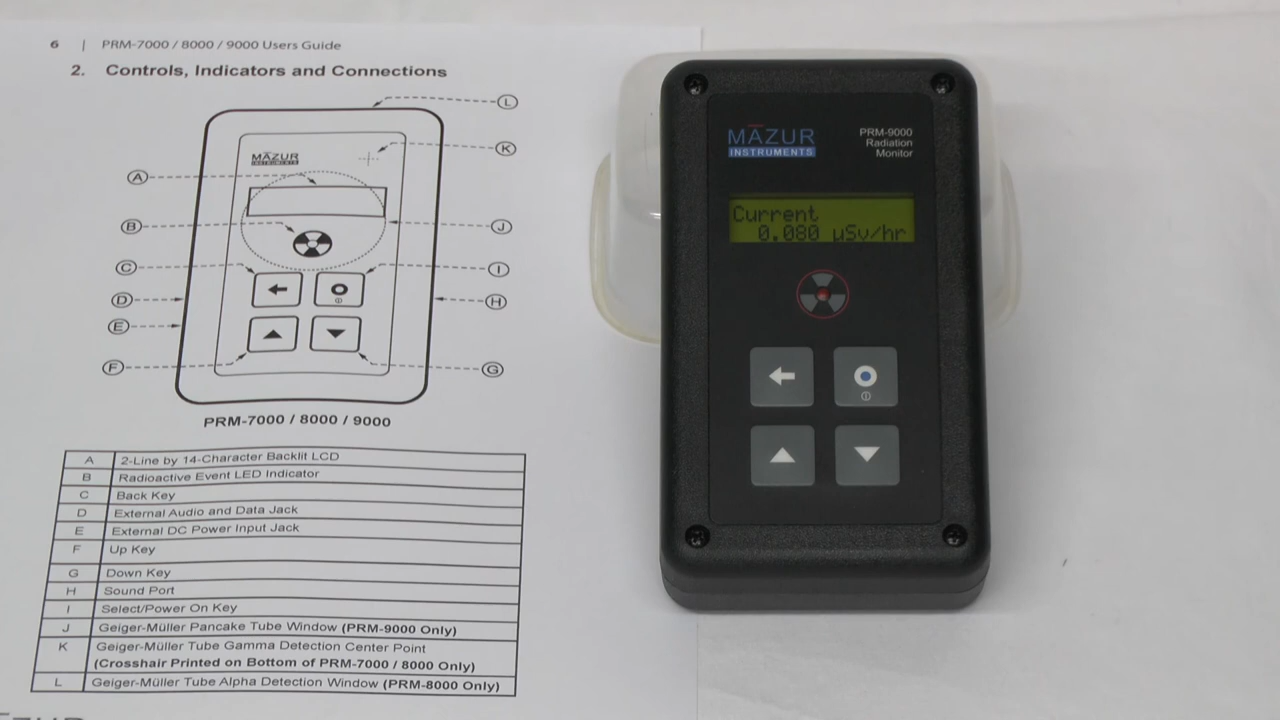 6 | PRM-7000 / 8000 / 9000 Users Guide
2. Controls, Indicators and Connections
L
K
MAZUR
INSTRUMENTS
A
B
J
C
I
D
H
E
F
G
PRM-7000 / 8000 / 9000
A 2-Line by 14-Character Backlit LCD
B Radioactive Event LED Indicator
C Back Key
D External Audio and Data Jack
E External DC Power Input Jack
F Up Key
G Down Key
H Sound Port
I Select/Power On Key
J Geiger-Müller Pancake Tube Window (PRM-9000 Only)
K Geiger-Müller Tube Gamma Detection Center Point
(Crosshair Printed on Bottom of PRM-7000 / 8000 Only)
L Geiger-Müller Tube Alpha Detection Window (PRM-8000 Only)
MĀZUR
INSTRUMENTS
PRM-9000
Radiation
Monitor
Current
0.080 µSv/hr